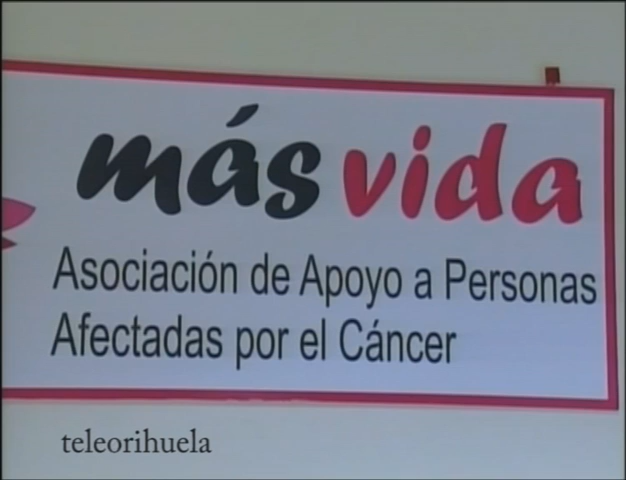 más vida
Asociación de Apoyo a Personas
Afectadas por el Cáncer
teleorihuela